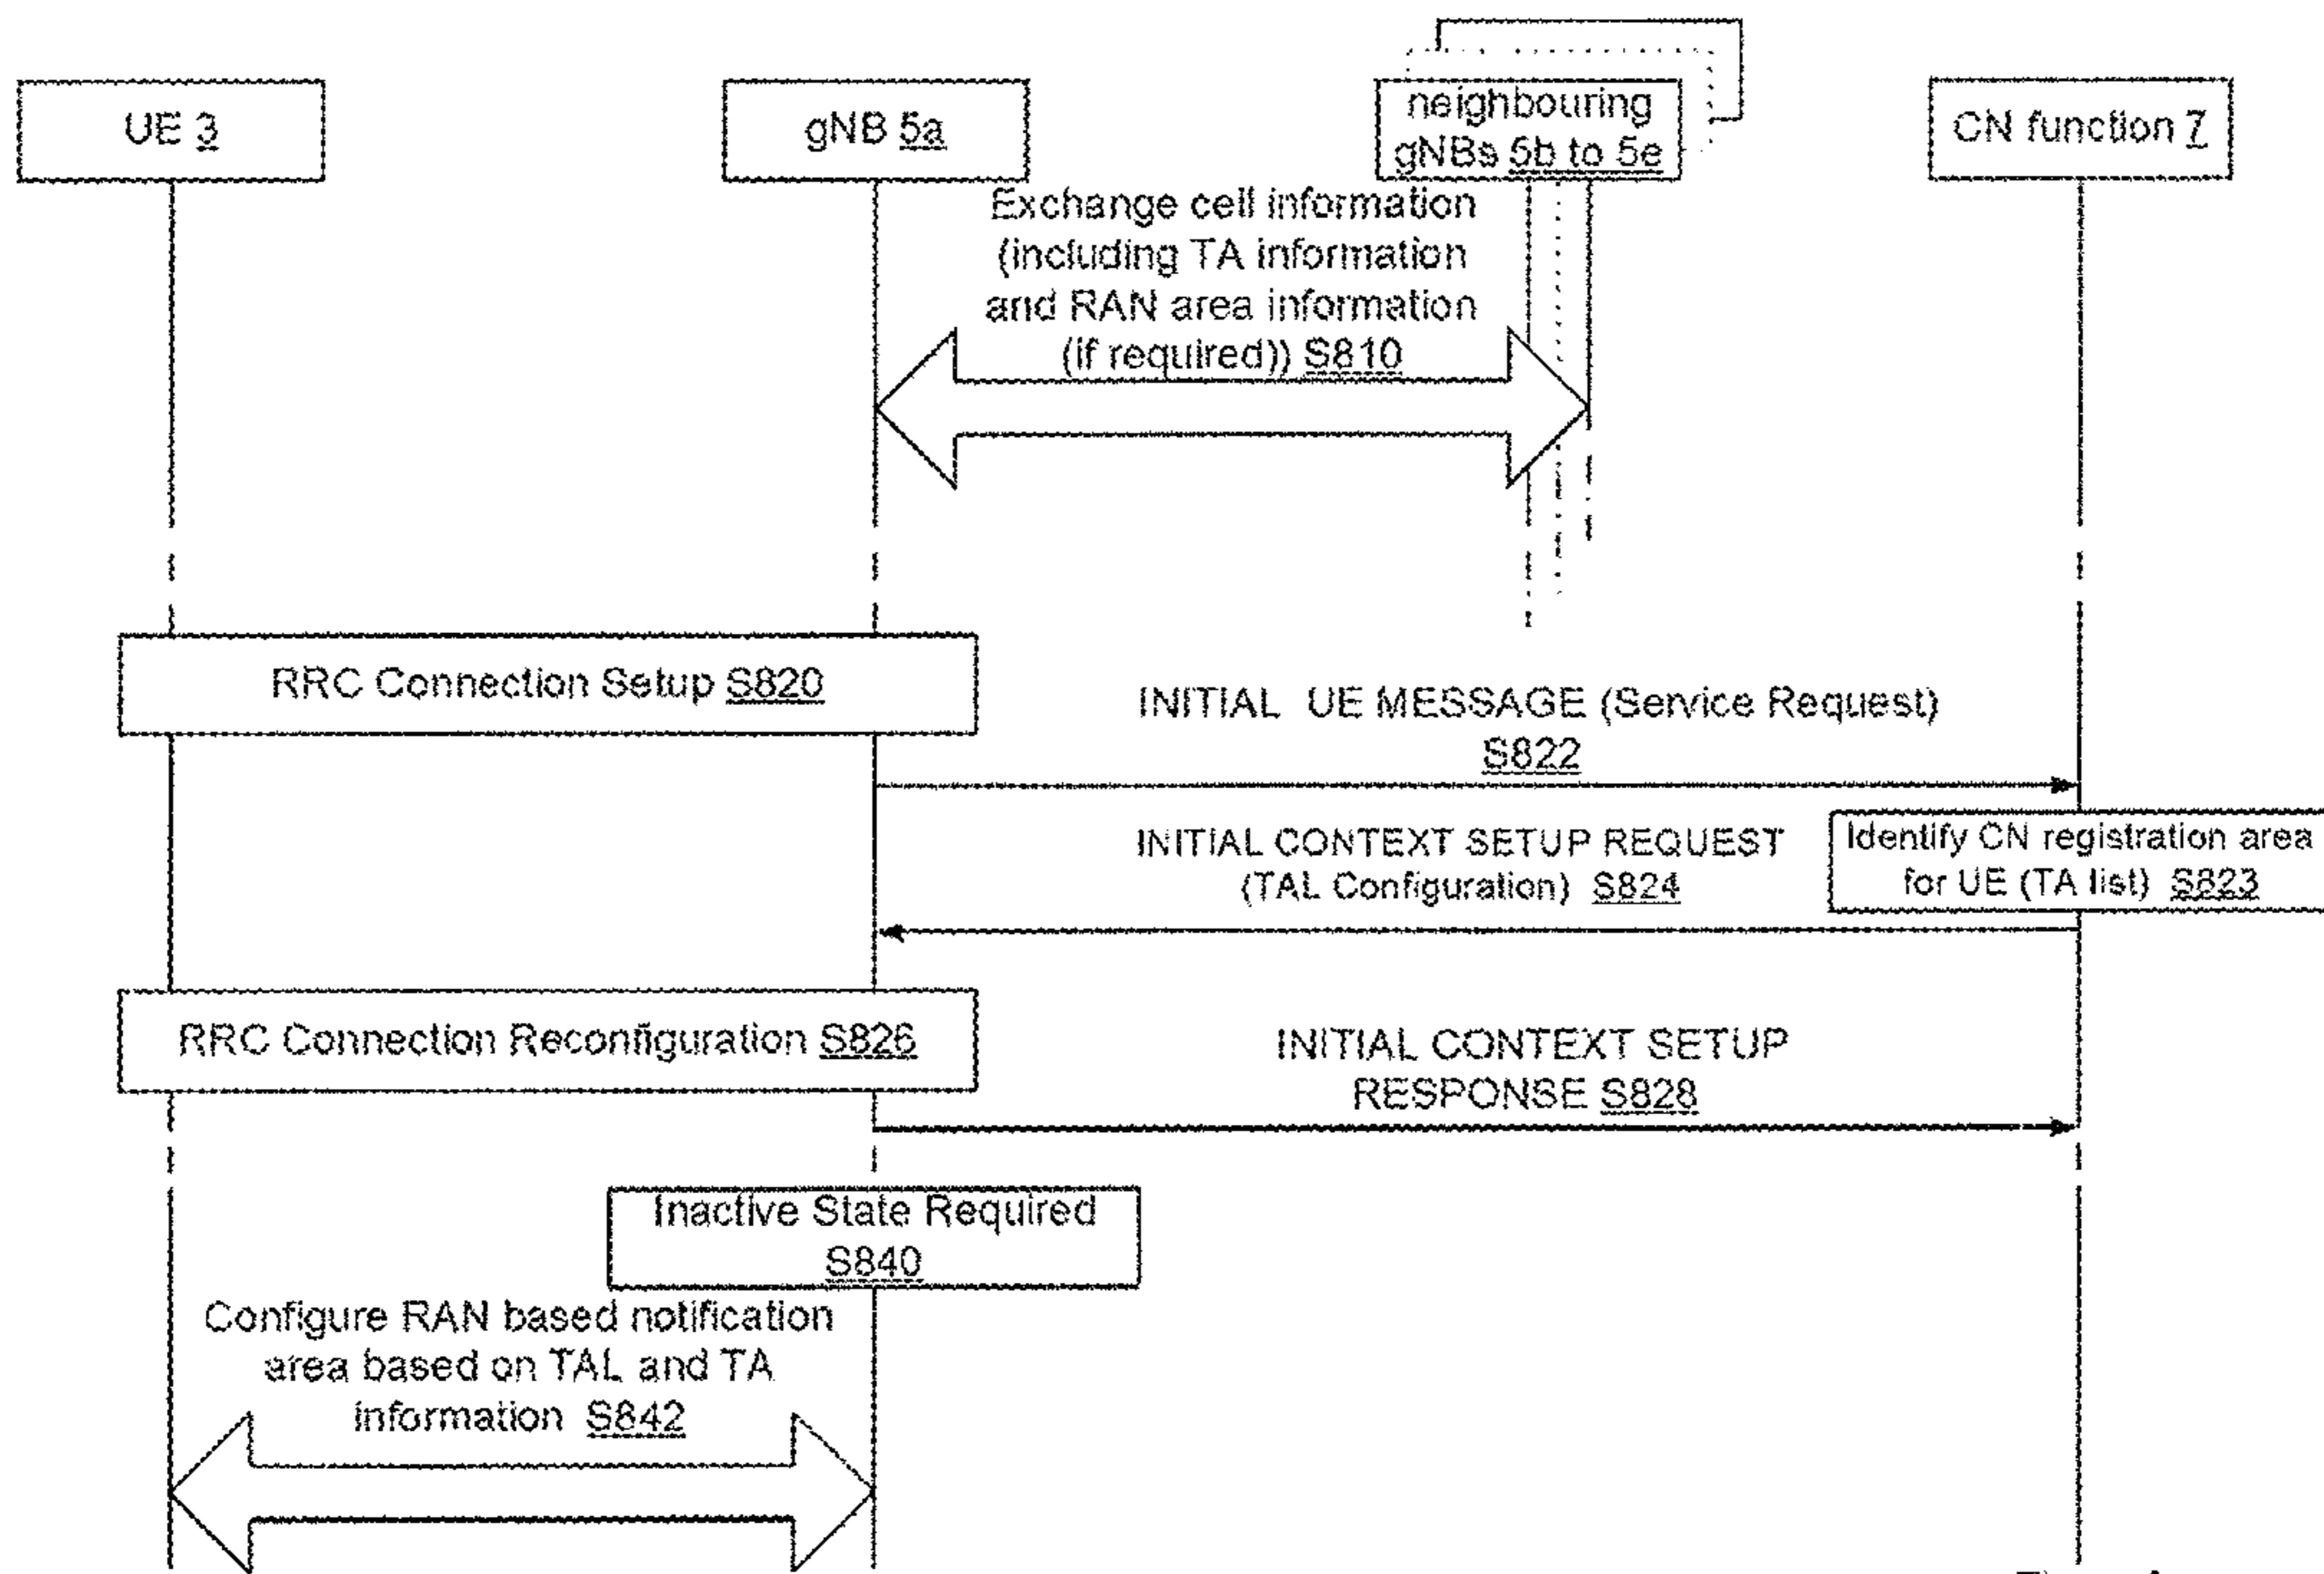 UE 3
gNB 5a
neighbouring
gNBs 5b to 5e
CN function 7
Exchange cell information
(including TA information
and RAN area information
(if required)) S810
RRC Connection Setup S820
INITIAL UE MESSAGE (Service Request)
S822
Identify CN registration area
for UE (TA list) S823
INITIAL CONTEXT SETUP REQUEST
(TAL Configuration) S824
RRC Connection Reconfiguration S826
INITIAL CONTEXT SETUP
RESPONSE S828
Inactive State Required
S840
Configure RAN based notification
area based on TAL and TA
information S842